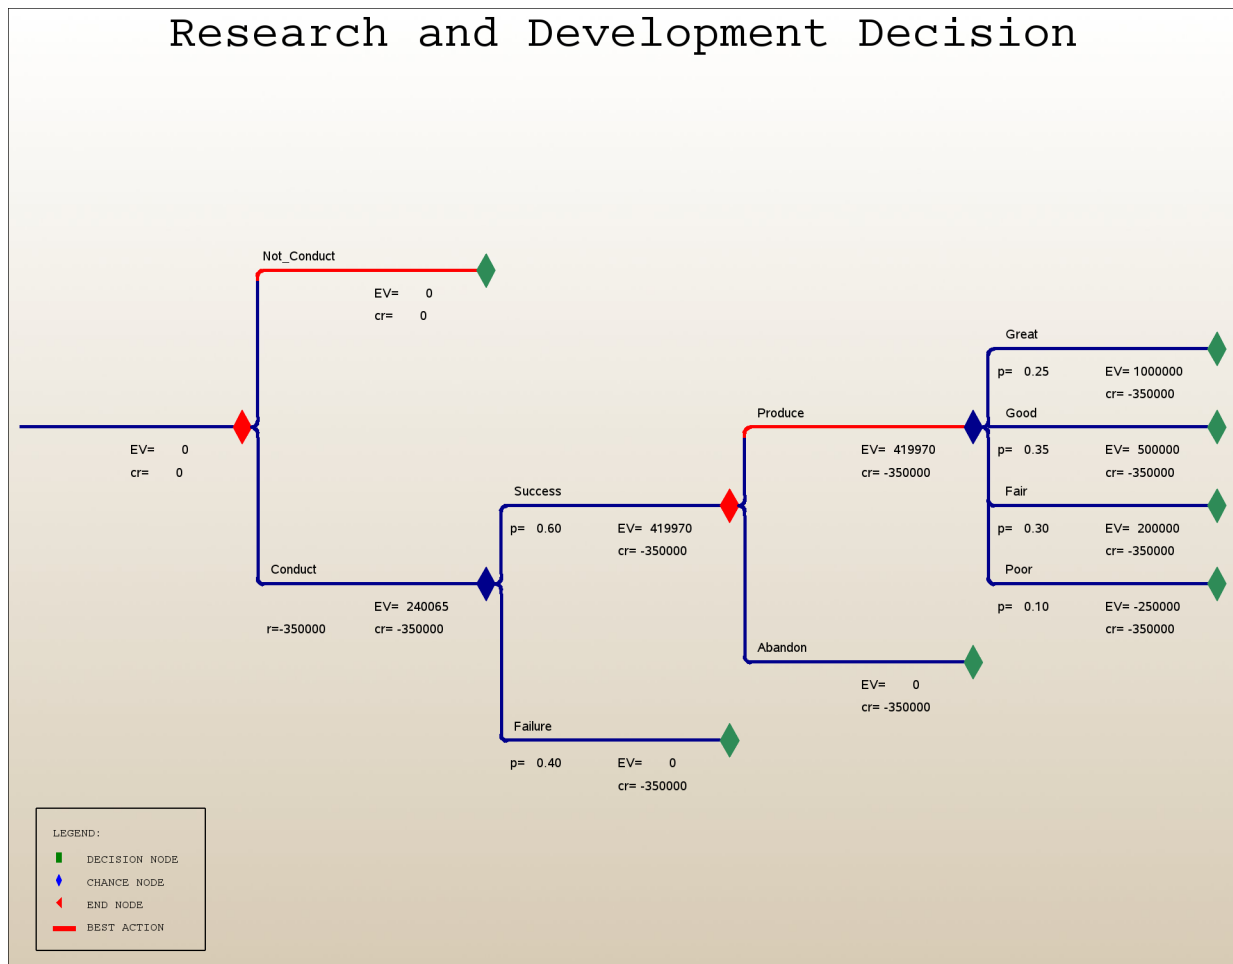 Research and Development Decision
Not_Conduct
EV= 0
cr= 0
Great
p= 0.25 EV= 1000000
cr= -350000
Produce Good
EV= 0 EV= 419970 p= 0.35 EV= 500000
cr= 0 cr= -350000 cr= -350000
Success Fair
p= 0.60 EV= 419970 p= 0.30 EV= 200000
cr= -350000 cr= -350000
Conduct Poor
EV= 240065 p= 0.10 EV= -250000
r=-350000 cr= -350000 cr= -350000
Abandon
EV= 0
cr= -350000
Failure
p= 0.40 EV= 0
cr= -350000
LEGEND:
DECISION NODE
CHANCE NODE
END NODE
BEST ACTION